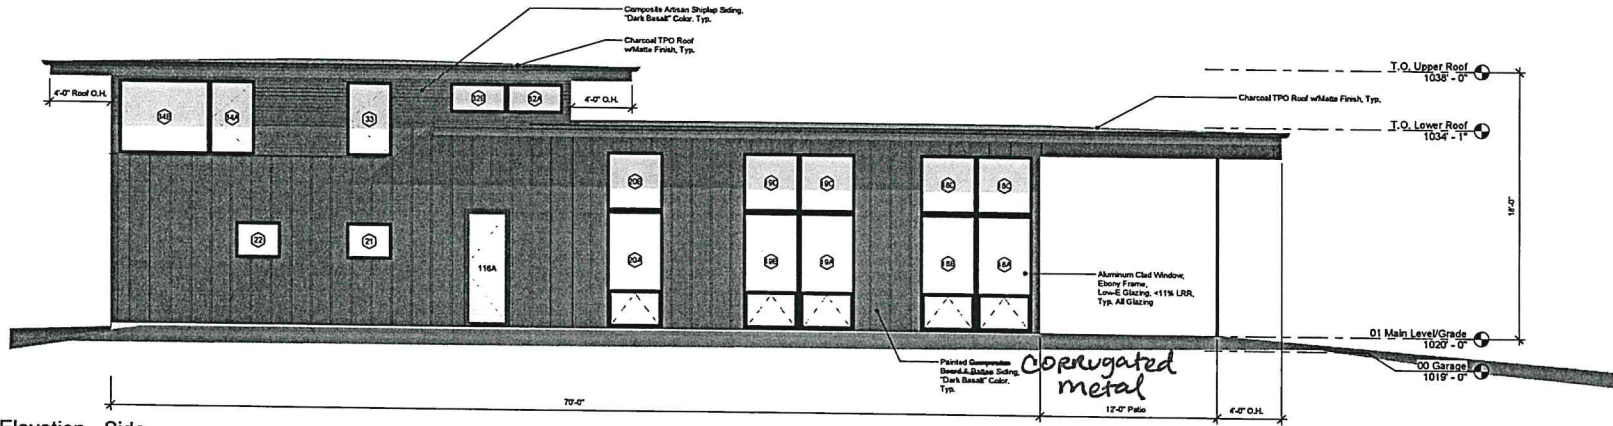 Composite Artisan Shiplap Siding,
"Dark Basalt" Color. Typ.
Charcoal TPO Roof
w/Matte Finish, Typ.
T.O. Upper Roof
1038' - 0"
4'-0" Roof O.H.
4'-0" O.H.
Charcoal TPO Roof w/Matte Finish, Typ.
T.O. Lower Roof
1034' - 1"
34B
34A
33
32B
32A
20B
19D
19C
18D
18C
18'-0"
22
21
116A
20A
19B
19A
18B
18A
Aluminum Clad Window,
Ebony Frame,
Low-E Glazing, <11% LRR,
Typ. All Glazing
01 Main Level/Grade
1020' - 0"
00 Garage
1019' - 0"
Painted Composite
Board & Batten Siding,
"Dark Basalt" Color.
Typ.
Corrugated
metal
70'-0"
12'-0" Patio
4'-0" O.H.